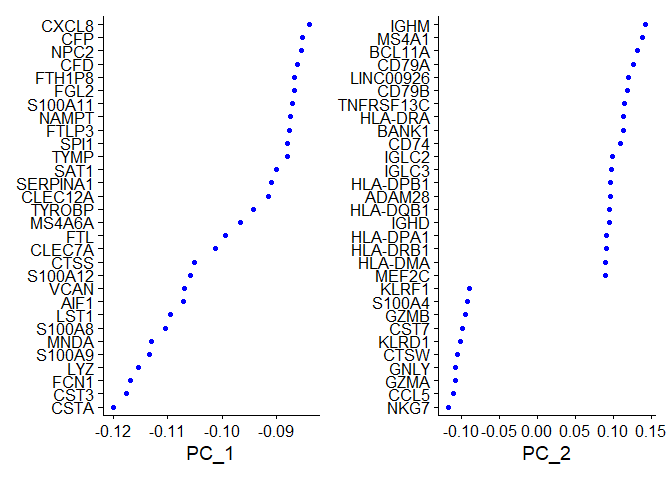 CXCL8
CFP
NPC2
CFD
FTH1P8
FGL2
S100A11
NAMPT
FTLP3
SPI1
TYMP
SAT1
SERPINA1
CLEC12A
TYROBP
MS4A6A
FTL
CLEC7A
CTSS
S100A12
VCAN
AIF1
LST1
S100A8
MNDA
S100A9
LYZ
FCN1
CST3
CSTA
-0.12 -0.11 -0.10 -0.09
PC_1
IGHM
MS4A1
BCL11A
CD79A
LINC00926
CD79B
TNFRSF13C
HLA-DRA
BANK1
CD74
IGLC2
IGLC3
HLA-DPB1
ADAM28
HLA-DQB1
IGHD
HLA-DPA1
HLA-DRB1
HLA-DMA
MEF2C
KLRF1
S100A4
GZMB
CST7
KLRD1
CTSW
GNLY
GZMA
CCL5
NKG7
-0.10 -0.05 0.00 0.05 0.10 0.15
PC_2